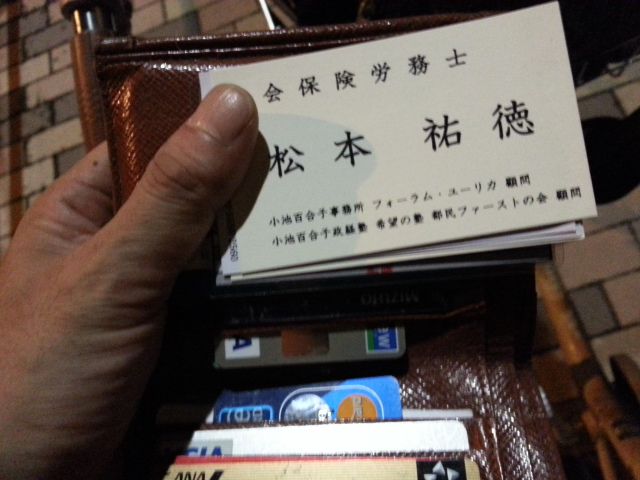 会保険労務士
松本 祐徳
小池百合子事務所 フォーラム・ユーリカ 顧問
小池百合子政経塾 希望の塾 都民ファーストの会 顧問
MIZUHO
ANA